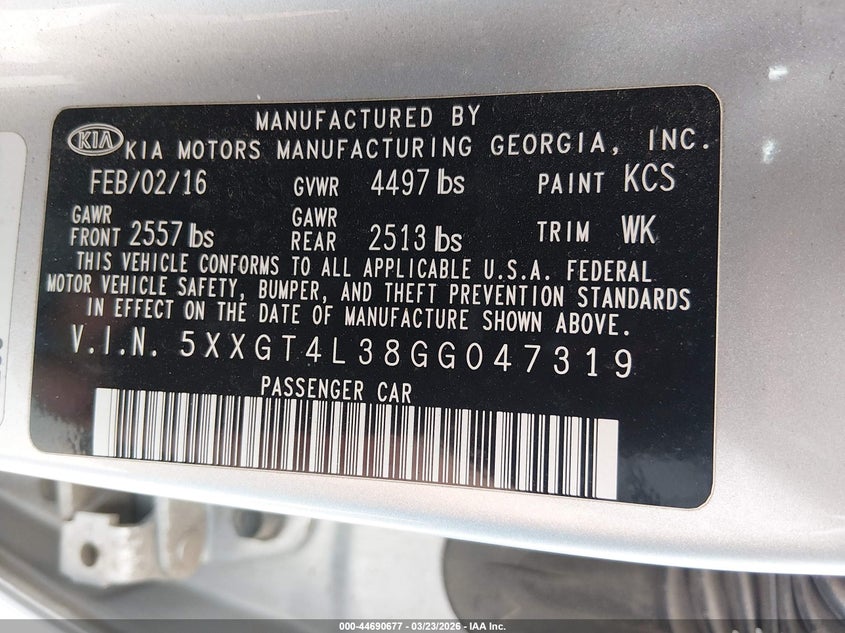 MANUFACTURED BY
KIA KIA MOTORS MANUFACTURING GEORGIA, INC.
FEB/02/16 GVWR 4497 lbs PAINT KCS
GAWR FRONT 2557 lbs GAWR REAR 2513 lbs TRIM WK
THIS VEHICLE CONFORMS TO ALL APPLICABLE U.S.A. FEDERAL
MOTOR VEHICLE SAFETY, BUMPER, AND THEFT PREVENTION STANDARDS
IN EFFECT ON THE DATE OF MANUFACTURE SHOWN ABOVE.
V.I.N. 5XXGT4L38GG047319
PASSENGER CAR
000-44690677 - 03/23/2026 - IAA Inc.